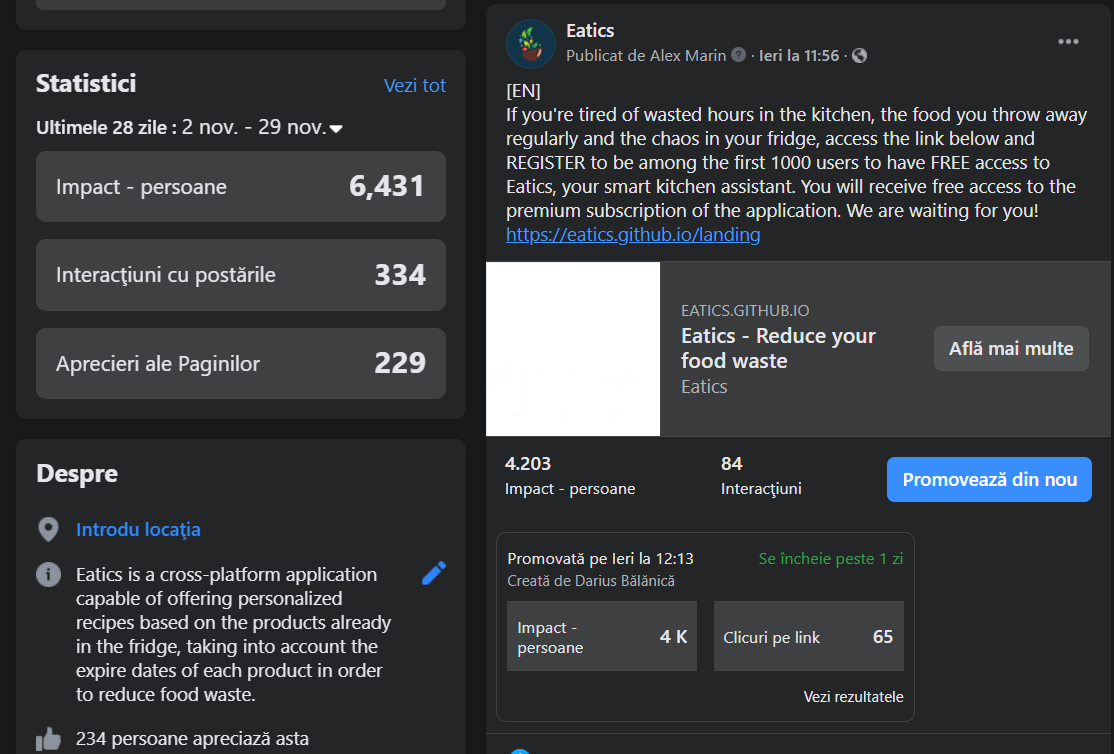 Statistici
Vezi tot
Ultimele 28 zile : 2 nov. - 29 nov.
Impact - persoane
6,431
Interacţiuni cu postările
334
Aprecieri ale Paginilor
229
Despre
Introdu locaţia
Eatics is a cross-platform application
capable of offering personalized
recipes based on the products already
in the fridge, taking into account the
expire dates of each product in order
to reduce food waste.
234 persoane apreciază asta
Eatics
Publicat de Alex Marin · Ieri la 11:56 ·
[EN]
If you're tired of wasted hours in the kitchen, the food you throw away
regularly and the chaos in your fridge, access the link below and
REGISTER to be among the first 1000 users to have FREE access to
Eatics, your smart kitchen assistant. You will receive free access to the
premium subscription of the application. We are waiting for you!
https://eatics.github.io/landing
EATICS.GITHUB.IO
Eatics - Reduce your
food waste
Eatics
Află mai multe
4.203
Impact - persoane
84
Interacţiuni
Promovează din nou
Promovată pe Ieri la 12:13
Se încheie peste 1 zi
Creată de Darius Bălănică
Impact -
persoane
4 K
Clicuri pe link
65
Vezi rezultatele